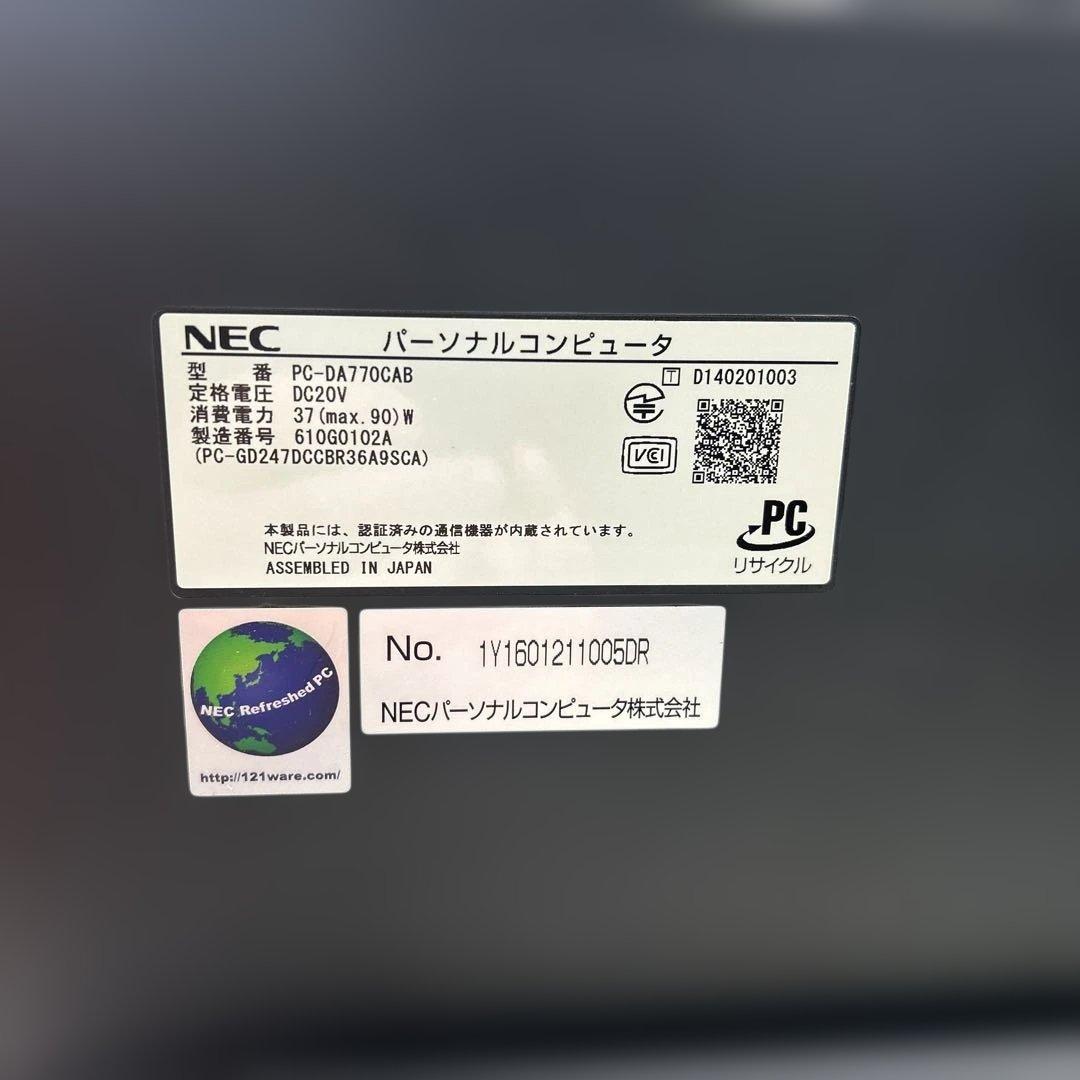 NEC パーソナルコンピュータ
型 番 PC-DA770CAB
定格電圧 DC20V
消費電力 37(max.90)W
製造番号 610G0102A
(PC-GD247DCCBR36A9SCA)
T D140201003
VCI
PC
リサイクル
本製品には、認証済みの通信機器が内蔵されています。
NECパーソナルコンピュータ株式会社
ASSEMBLED IN JAPAN
NEC Refreshed PC
http://121ware.com/
No. 1Y1601211005DR
NECパーソナルコンピュータ株式会社